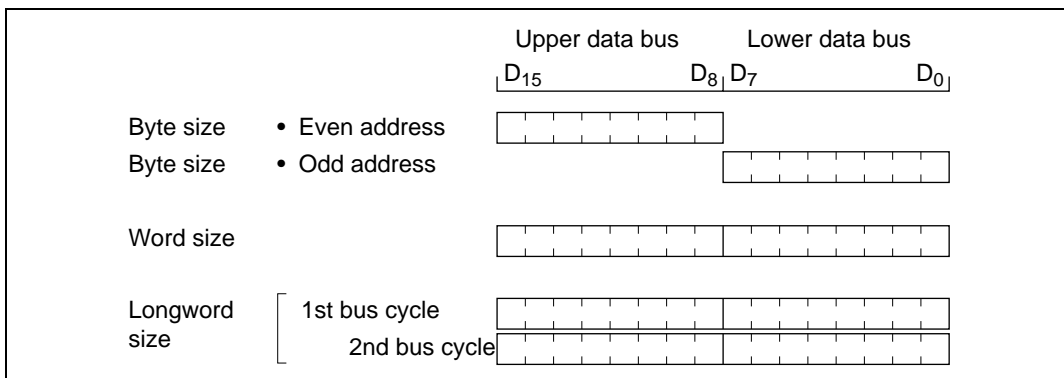 Upper data bus Lower data bus
D15 D8 D7 D0
Byte size • Even address
Byte size • Odd address
Word size
Longword size 1st bus cycle
2nd bus cycle